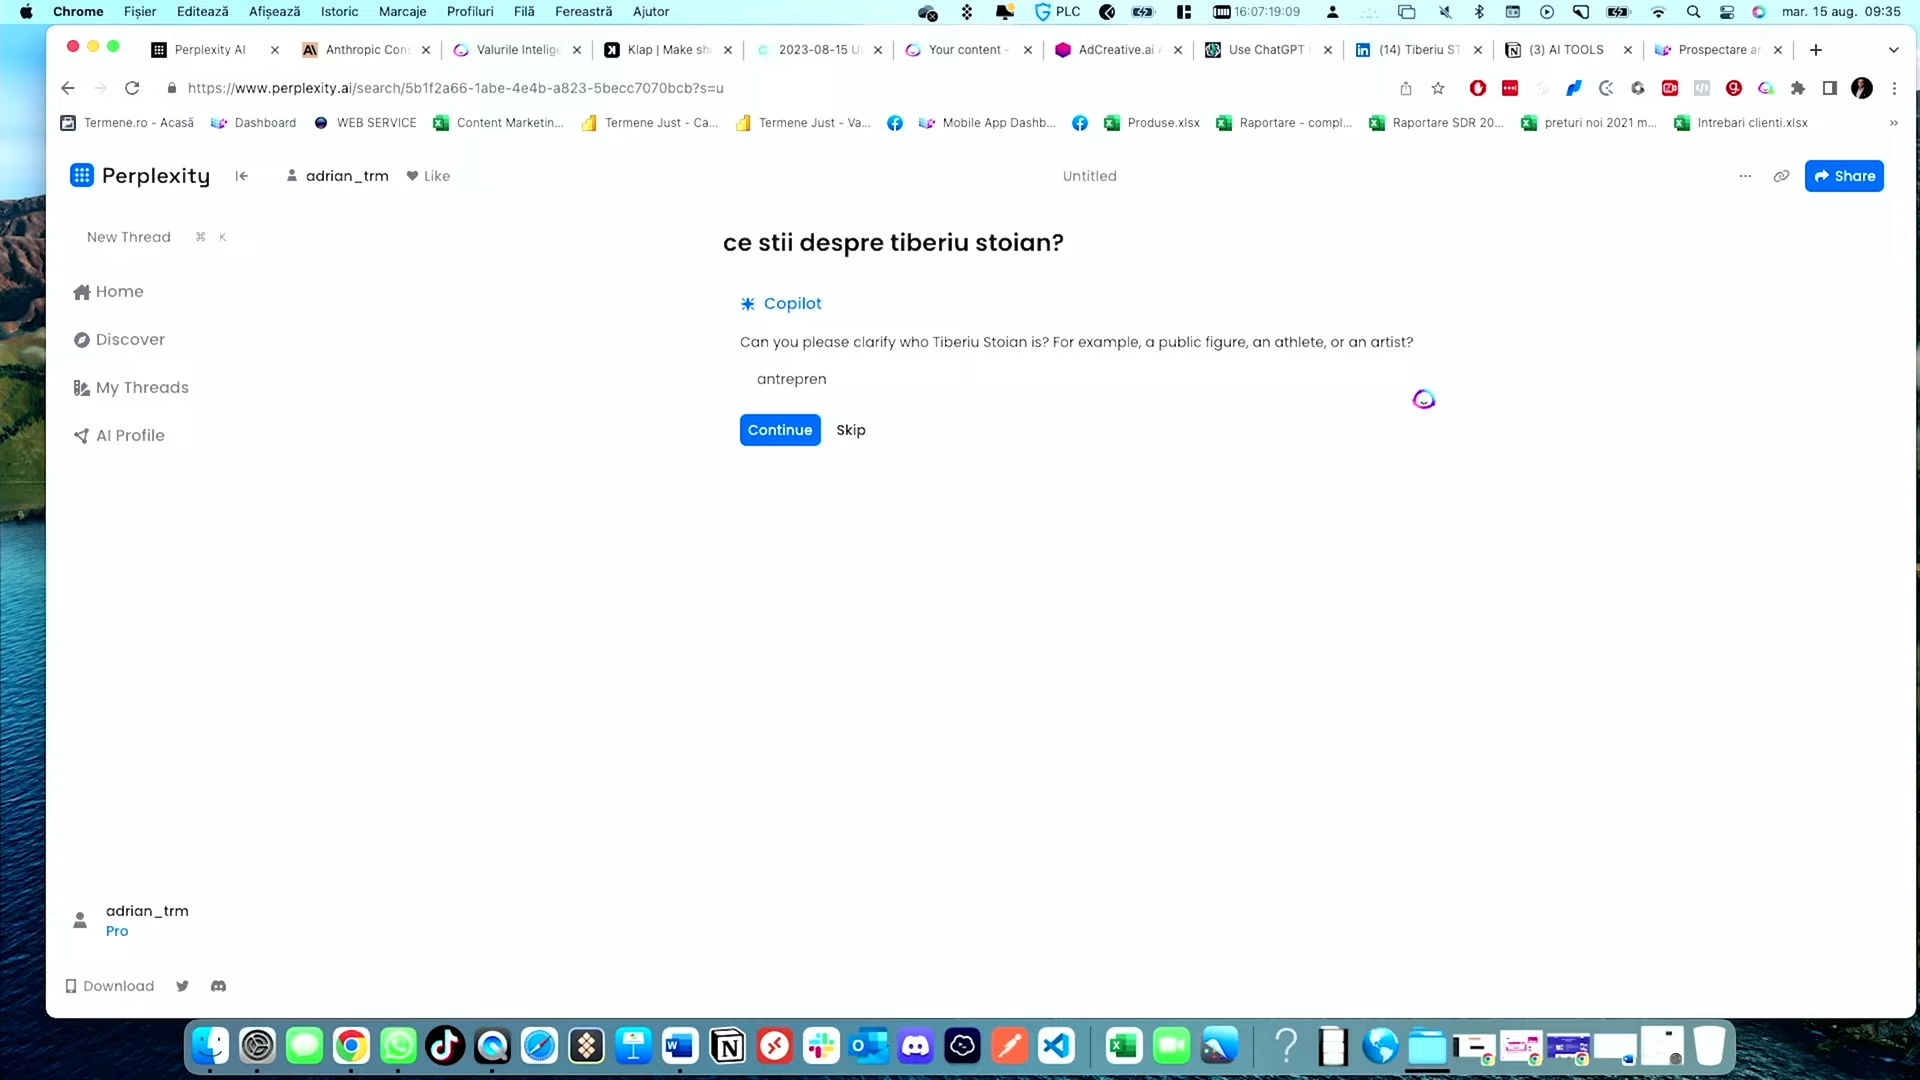 Chrome Fișier Editează Afișează Istoric Marcaje Profiluri Filă Fereastră Ajutor PLC 16:07:19:09 mar. 15 aug. 09:35
Perplexity AI Anthropic Con Valurile Intelige Klap | Make sh 2023-08-15 U Your content - AdCreative.ai Use ChatGPT (14) Tiberiu ST (3) AI TOOLS Prospectare a
https://www.perplexity.ai/search/5b1f2a66-1abe-4e4b-a823-5becc7070bcb?s=u
Termene.ro - Acasă Dashboard WEB SERVICE Content Marketin... Termene Just - Ca... Termene Just - Va... Mobile App Dashb... Produse.xlsx Raportare - compl... Raportare SDR 20... preturi noi 2021 m... Intrebari clienti.xlsx »
Perplexity adrian_trm Like Untitled ... Share
New Thread ⌘ K
ce stii despre tiberiu stoian?
Home
Copilot
Discover
Can you please clarify who Tiberiu Stoian is? For example, a public figure, an athlete, or an artist?
antrepren
My Threads
Continue Skip
AI Profile
adrian_trm
Pro
Download